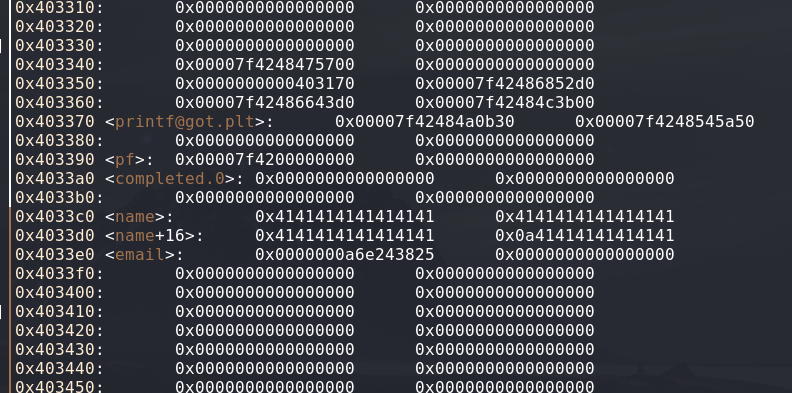 0x403310:	0x0000000000000000	0x0000000000000000
0x403320:	0x0000000000000000	0x0000000000000000
0x403330:	0x0000000000000000	0x0000000000000000
0x403340:	0x00007f4248475700	0x0000000000000000
0x403350:	0x0000000000403170	0x00007f42486852d0
0x403360:	0x00007f42486643d0	0x00007f42484c3b00
0x403370 <printf@got.plt>:	0x00007f42484a0b30	0x00007f4248545a50
0x403380:	0x0000000000000000	0x0000000000000000
0x403390 <pf>:	0x00007f4200000000	0x0000000000000000
0x4033a0 <completed.0>:	0x0000000000000000	0x0000000000000000
0x4033b0:	0x0000000000000000	0x0000000000000000
0x4033c0 <name>:	0x4141414141414141	0x4141414141414141
0x4033d0 <name+16>:	0x4141414141414141	0x0a41414141414141
0x4033e0 <email>:	0x0000000a6e243825	0x0000000000000000
0x4033f0:	0x0000000000000000	0x0000000000000000
0x403400:	0x0000000000000000	0x0000000000000000
0x403410:	0x0000000000000000	0x0000000000000000
0x403420:	0x0000000000000000	0x0000000000000000
0x403430:	0x0000000000000000	0x0000000000000000
0x403440:	0x0000000000000000	0x0000000000000000
0x403450:	0x0000000000000000	0x0000000000000000